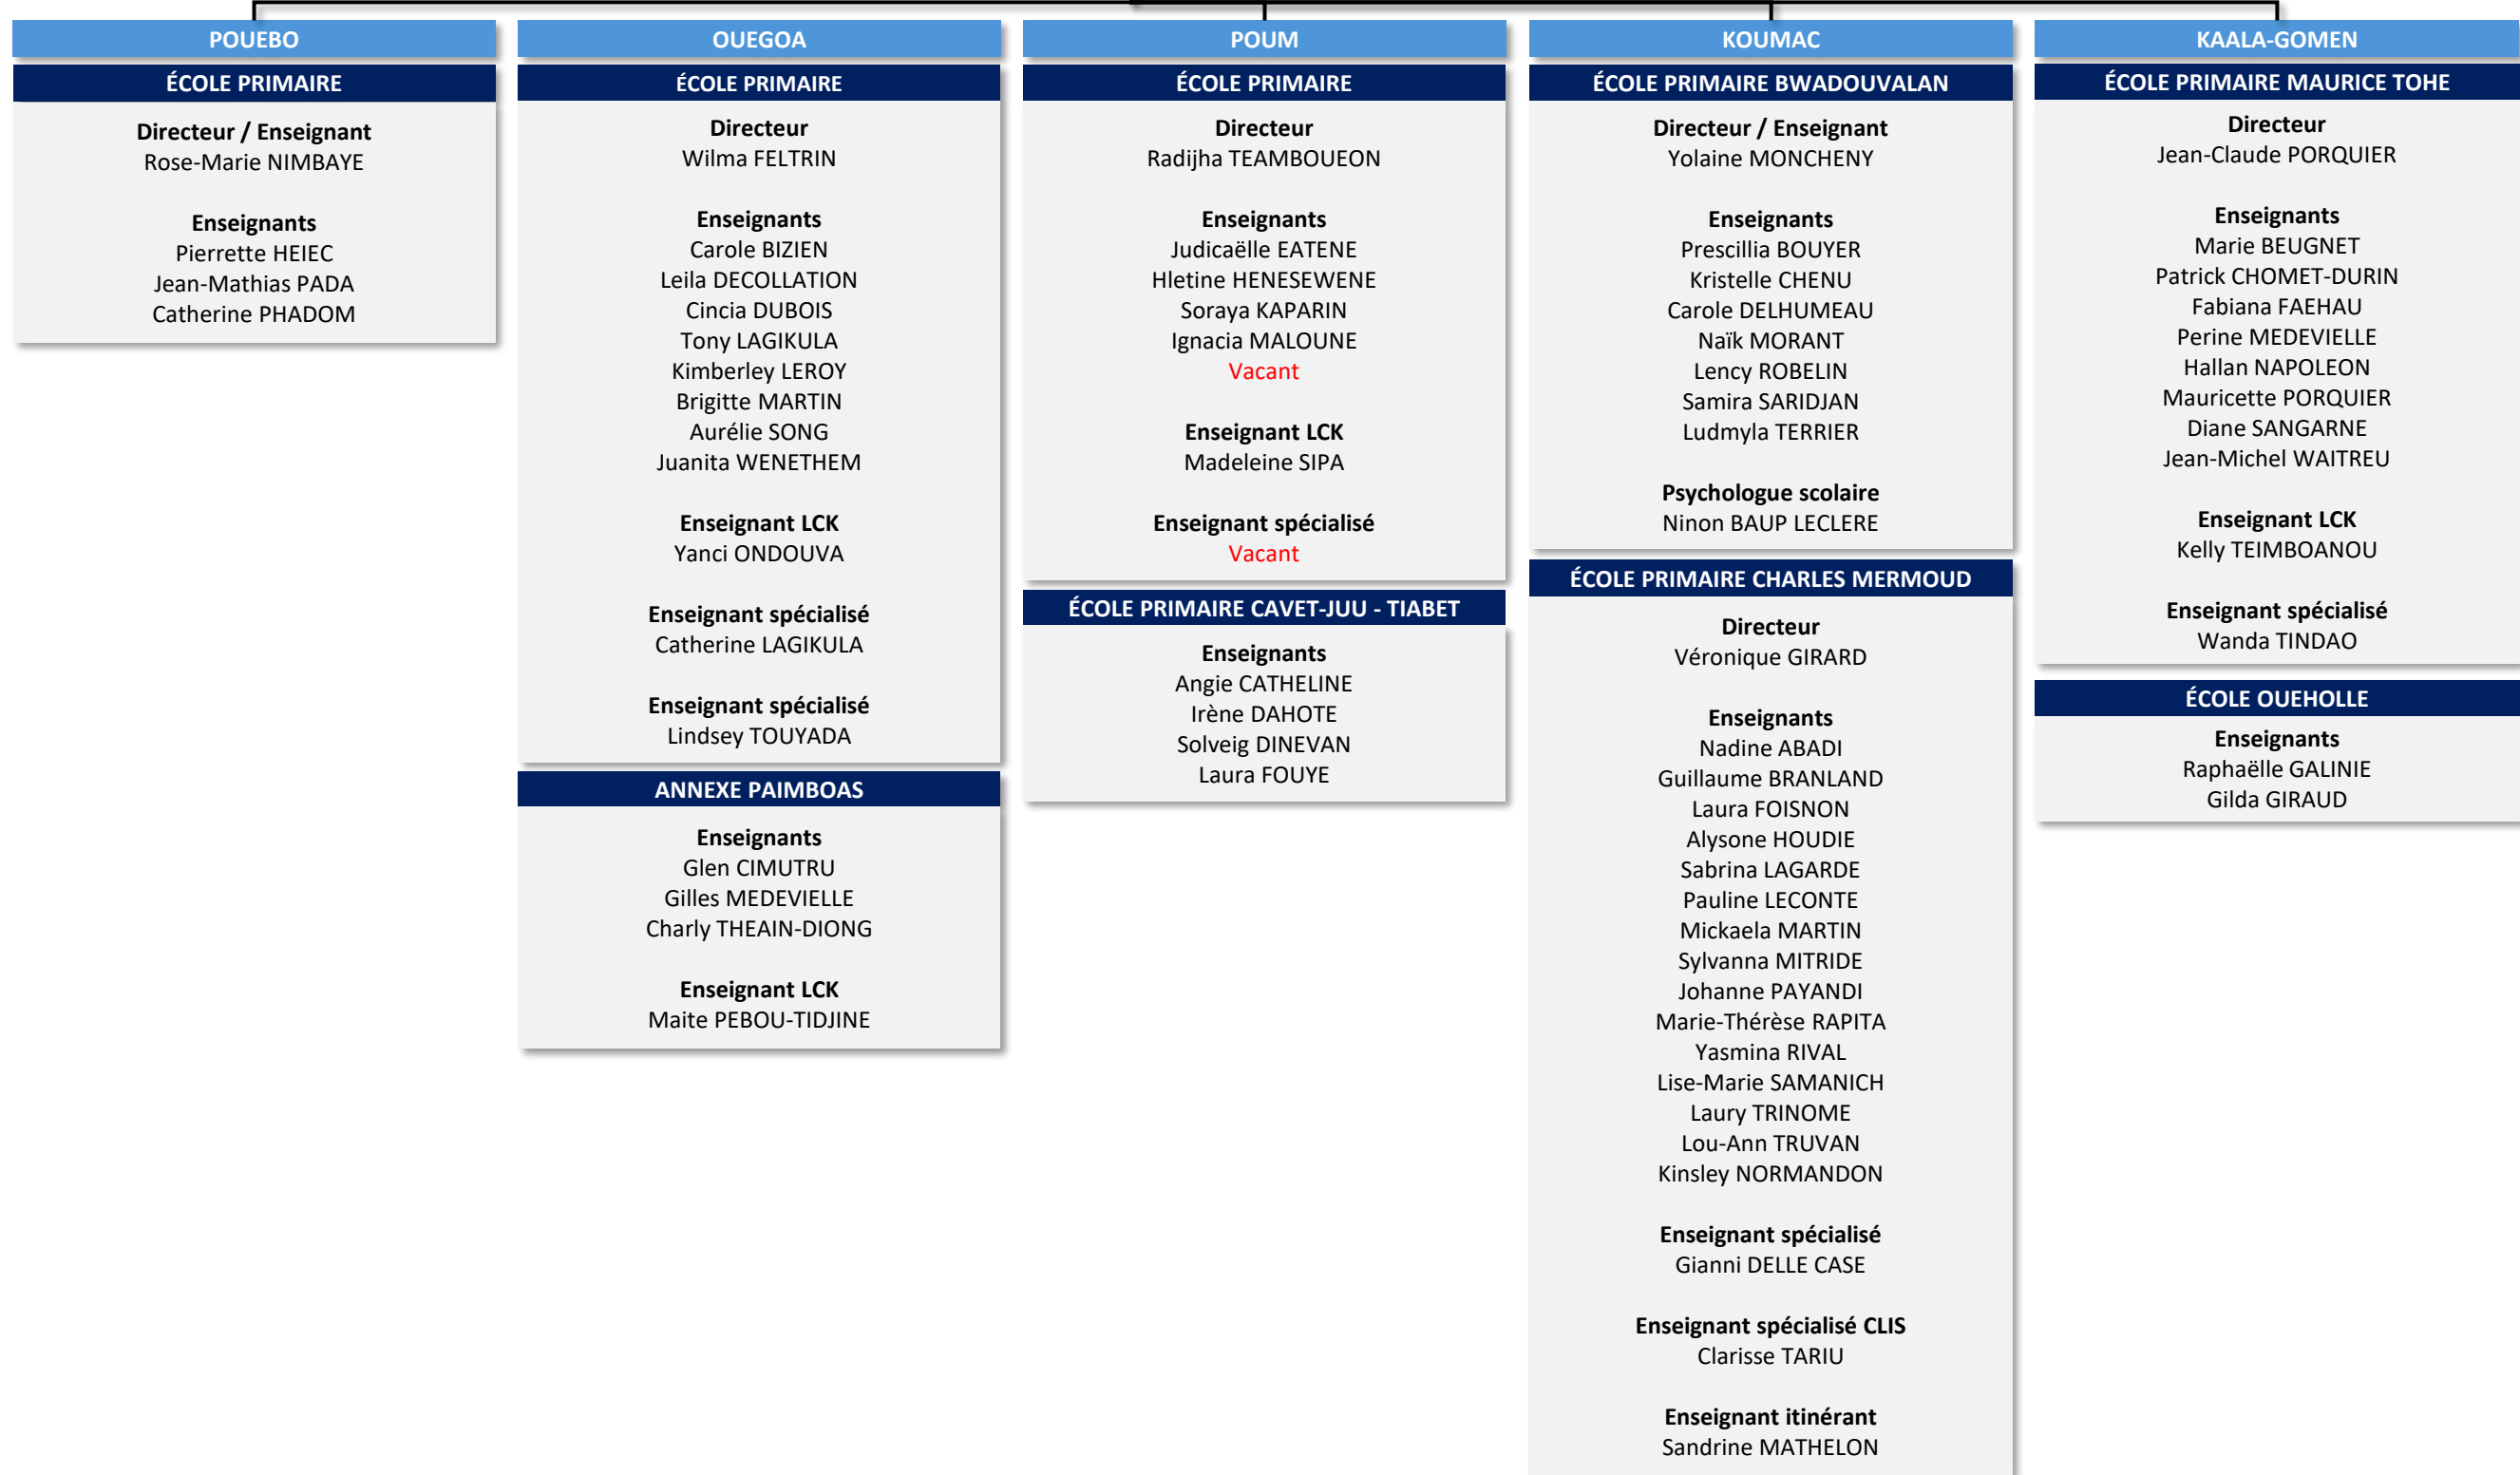 POUEBO
ÉCOLE PRIMAIRE
Directeur / Enseignant
Rose-Marie NIMBAYE
Enseignants
Pierrette HEIEC
Jean-Mathias PADA
Catherine PHADOM
OUEGOA
ÉCOLE PRIMAIRE
Directeur
Wilma FELTRIN
Enseignants
Carole BIZIEN
Leila DECOLLATION
Cincia DUBOIS
Tony LAGIKULA
Kimberley LEROY
Brigitte MARTIN
Aurélie SONG
Juanita WENETHEM
Enseignant LCK
Yanci ONDOUVA
Enseignant spécialisé
Catherine LAGIKULA
Enseignant spécialisé
Lindsey TOUYADA
ANNEXE PAIMBOAS
Enseignants
Glen CIMUTRU
Gilles MEDEVIELLE
Charly THEAIN-DIONG
Enseignant LCK
Maite PEBOU-TIDJINE
POUM
ÉCOLE PRIMAIRE
Directeur
Radijha TEAMBOUEON
Enseignants
Judicaëlle EATENE
Hletine HENESEWENE
Soraya KAPARIN
Ignacia MALOUNE
Vacant
Enseignant LCK
Madeleine SIPA
Enseignant spécialisé
Vacant
ÉCOLE PRIMAIRE CAVET-JUU - TIABET
Enseignants
Angie CATHELINE
Irène DAHOTE
Solveig DINEVAN
Laura FOUYE
KOUMAC
ÉCOLE PRIMAIRE BWADOUVALAN
Directeur / Enseignant
Yolaine MONCHENY
Enseignants
Prescillia BOUYER
Kristelle CHENU
Carole DELHUMEAU
Naïk MORANT
Lency ROBELIN
Samira SARIDJAN
Ludmyla TERRIER
Psychologue scolaire
Ninon BAUP LECLERE
ÉCOLE PRIMAIRE CHARLES MERMOUD
Directeur
Véronique GIRARD
Enseignants
Nadine ABADI
Guillaume BRANLAND
Laura FOISNON
Alysone HOUDIE
Sabrina LAGARDE
Pauline LECONTE
Mickaela MARTIN
Sylvanna MITRIDE
Johanne PAYANDI
Marie-Thérèse RAPITA
Yasmina RIVAL
Lise-Marie SAMANICH
Laury TRINOME
Lou-Ann TRUVAN
Kinsley NORMANDON
Enseignant spécialisé
Gianni DELLE CASE
Enseignant spécialisé CLIS
Clarisse TARIU
Enseignant itinérant
Sandrine MATHELON
KAALA-GOMEN
ÉCOLE PRIMAIRE MAURICE TOHE
Directeur
Jean-Claude PORQUIER
Enseignants
Marie BEUGNET
Patrick CHOMET-DURIN
Fabiana FAEHAU
Perine MEDEVIELLE
Hallan NAPOLEON
Mauricette PORQUIER
Diane SANGARNE
Jean-Michel WAITREU
Enseignant LCK
Kelly TEIMBOANOU
Enseignant spécialisé
Wanda TINDAO
ÉCOLE OUEHOLLE
Enseignants
Raphaëlle GALINIE
Gilda GIRAUD